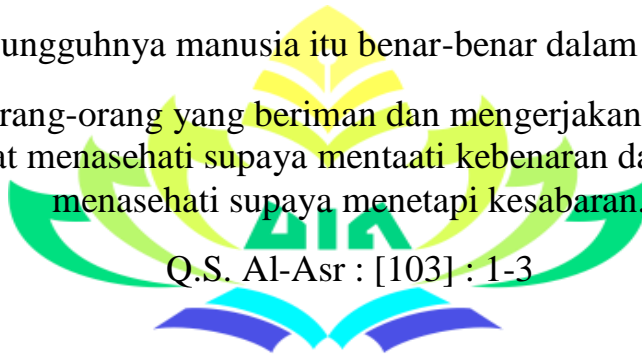 ungguhnya manusia itu benar-benar dalam
rang-orang yang beriman dan mengerjakan
at menasehati supaya mentaati kebenaran da
menasehati supaya menetapi kesabaran.
Q.S. Al-Asr : [103] : 1-3